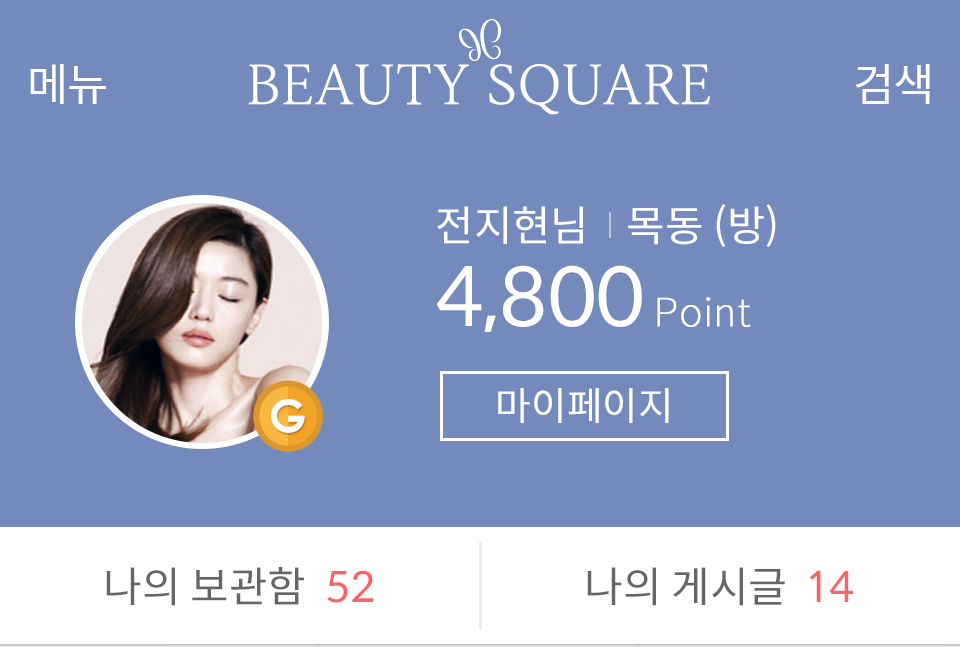 메뉴
BEAUTY SQUARE
검색
전지현님 | 목동 (방)
4,800 Point
G
마이페이지
나의 보관함 52
나의 게시글 14